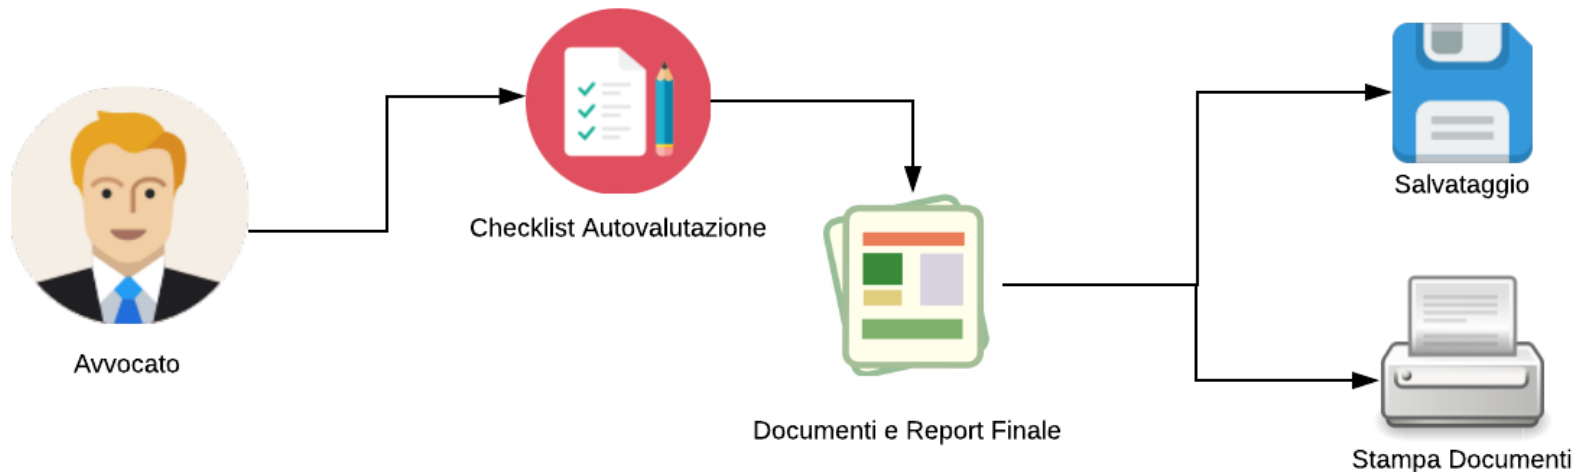 Avvocato
Checklist Autovalutazione
Documenti e Report Finale
Salvataggio
Stampa Documenti